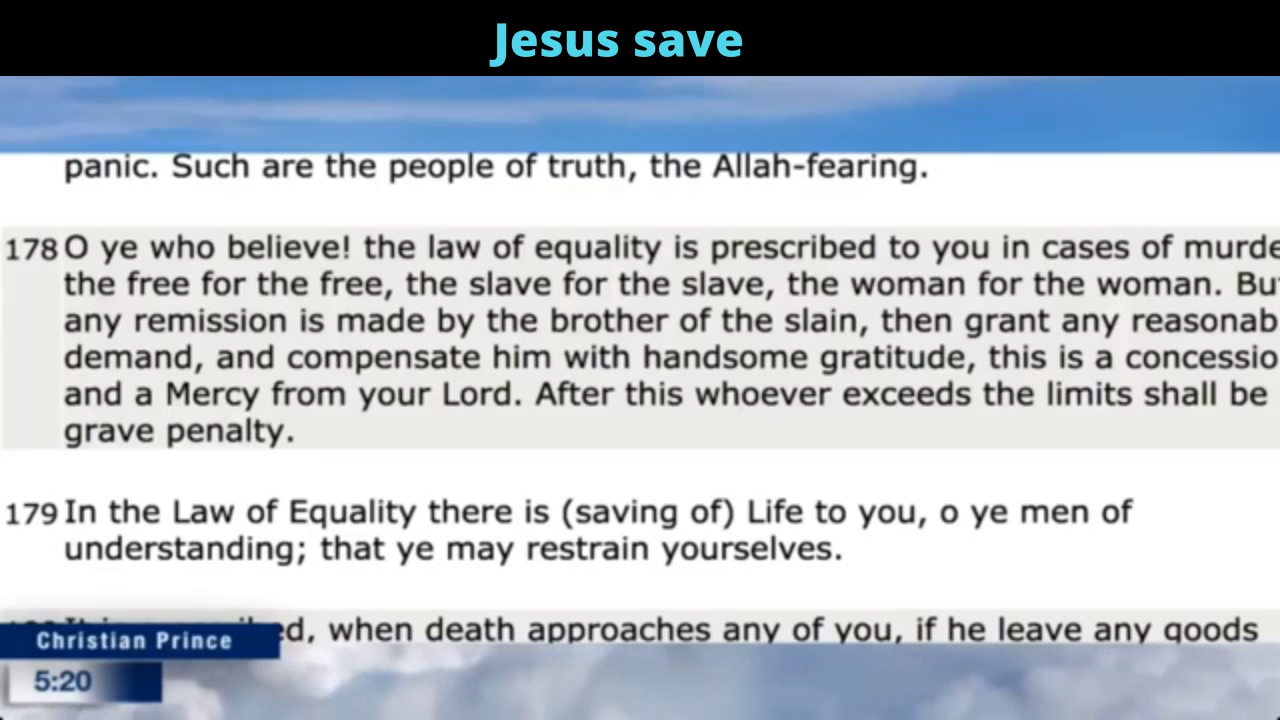 Jesus save
panic. Such are the people of truth, the Allah-fearing.
178 O ye who believe! the law of equality is prescribed to you in cases of murde
the free for the free, the slave for the slave, the woman for the woman. Bu
any remission is made by the brother of the slain, then grant any reasonab
demand, and compensate him with handsome gratitude, this is a concessio
and a Mercy from your Lord. After this whoever exceeds the limits shall be
grave penalty.
179 In the Law of Equality there is (saving of) Life to you, o ye men of
understanding; that ye may restrain yourselves.
ed, when death approaches any of you, if he leave any goods
Christian Prince
5:20